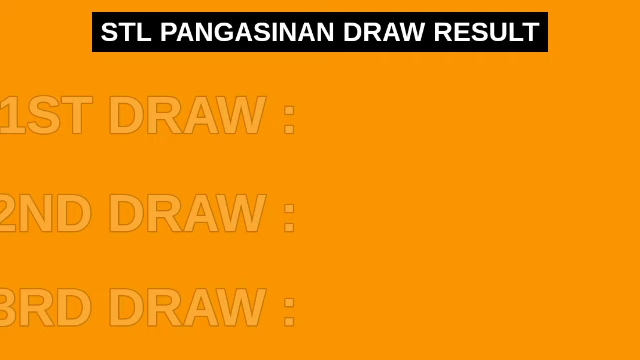 STL PANGASINAN DRAW RESULT
1ST DRAW :
2ND DRAW :
3RD DRAW :